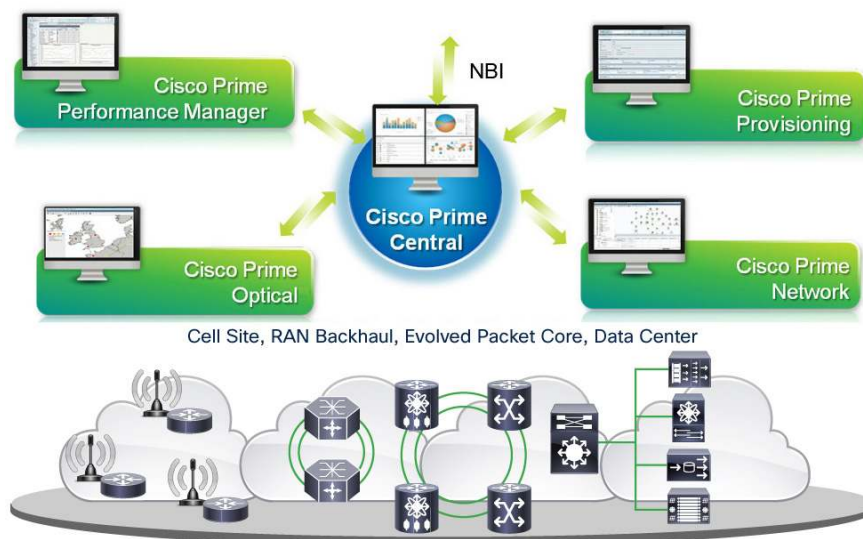 Cisco Prime
Performance Manager
NBI
Cisco Prime
Provisioning
Cisco Prime
Central
Cisco Prime
Optical
Cisco Prime
Network
Cell Site, RAN Backhaul, Evolved Packet Core, Data Center